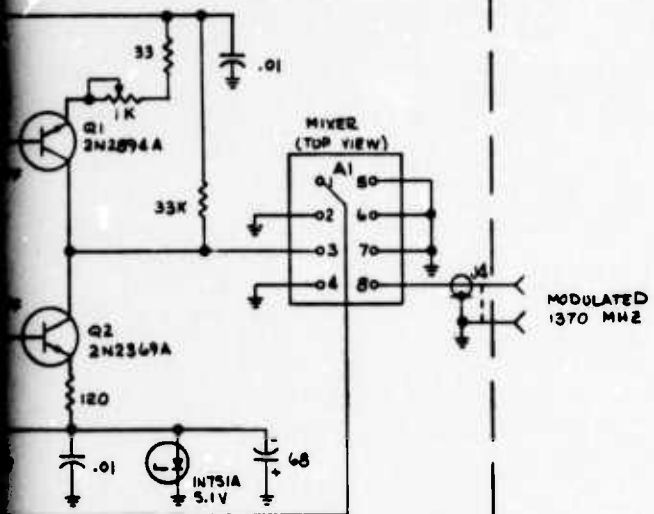 33
.01
1K
Q1
2N2894A
MIXER
(TOP VIEW)
A1
1 5
33K
2 6
3 7
4 8
J4
MODULATED
1370 MHZ
Q2
2N2369A
120
.01
IN751A
5.1V
-
68
+